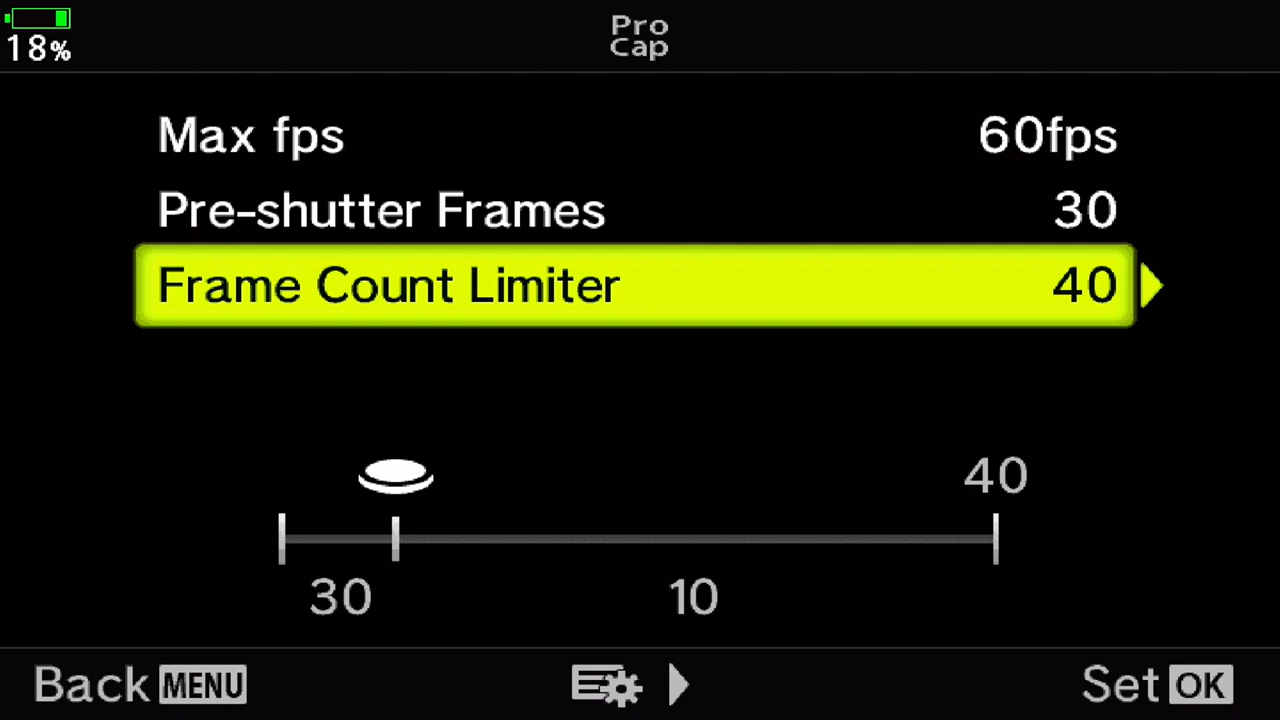 18%
Pro
Cap
Max fps 60fps
Pre-shutter Frames 30
Frame Count Limiter 40
40
30 10
Back MENU Set OK